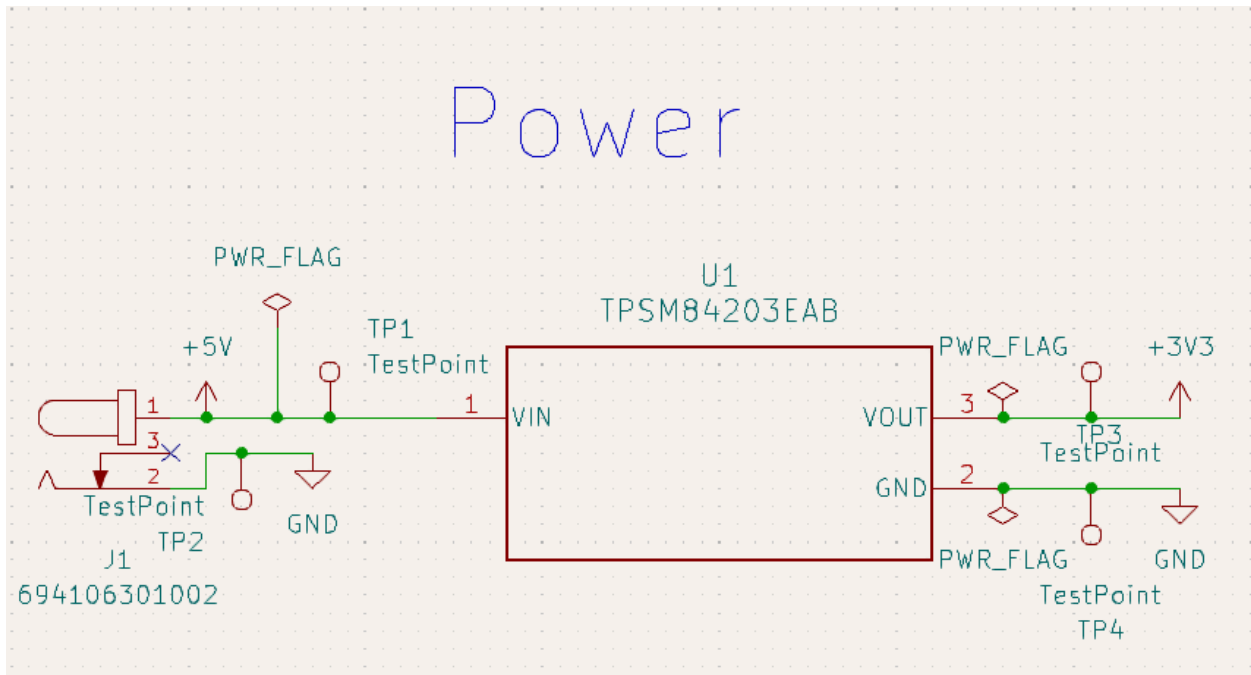 Power
PWR_FLAG
U1
TPSM84203EAB
+5V
TP1
TestPoint
PWR_FLAG
+3V3
1
1
VIN
VOUT
3
3
TP3
TestPoint
2
GND
2
TestPoint
TP2
GND
J1
694106301002
PWR_FLAG
GND
TestPoint
TP4